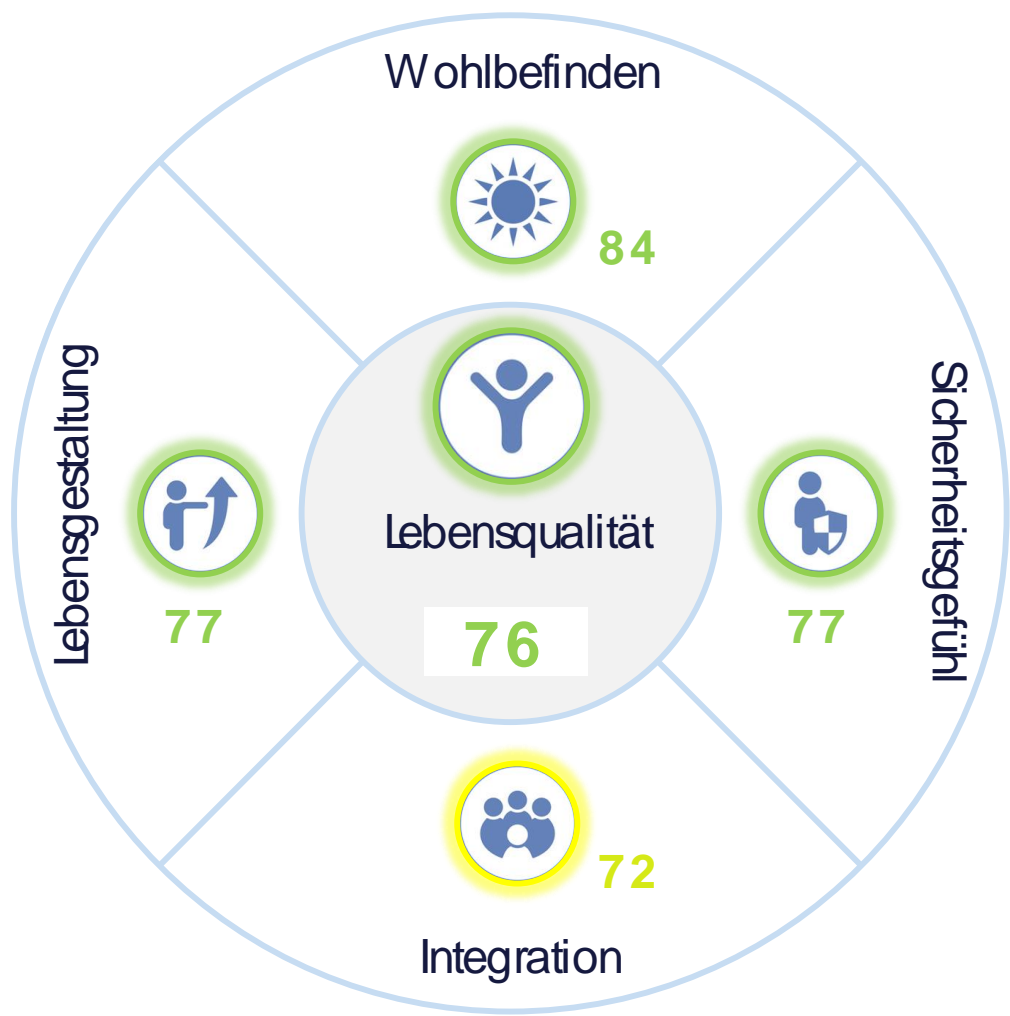 Wohlbefinden
84
Lebensgestaltung
77
Lebensqualität
76
Sicherheitsgefühl
77
72
Integration